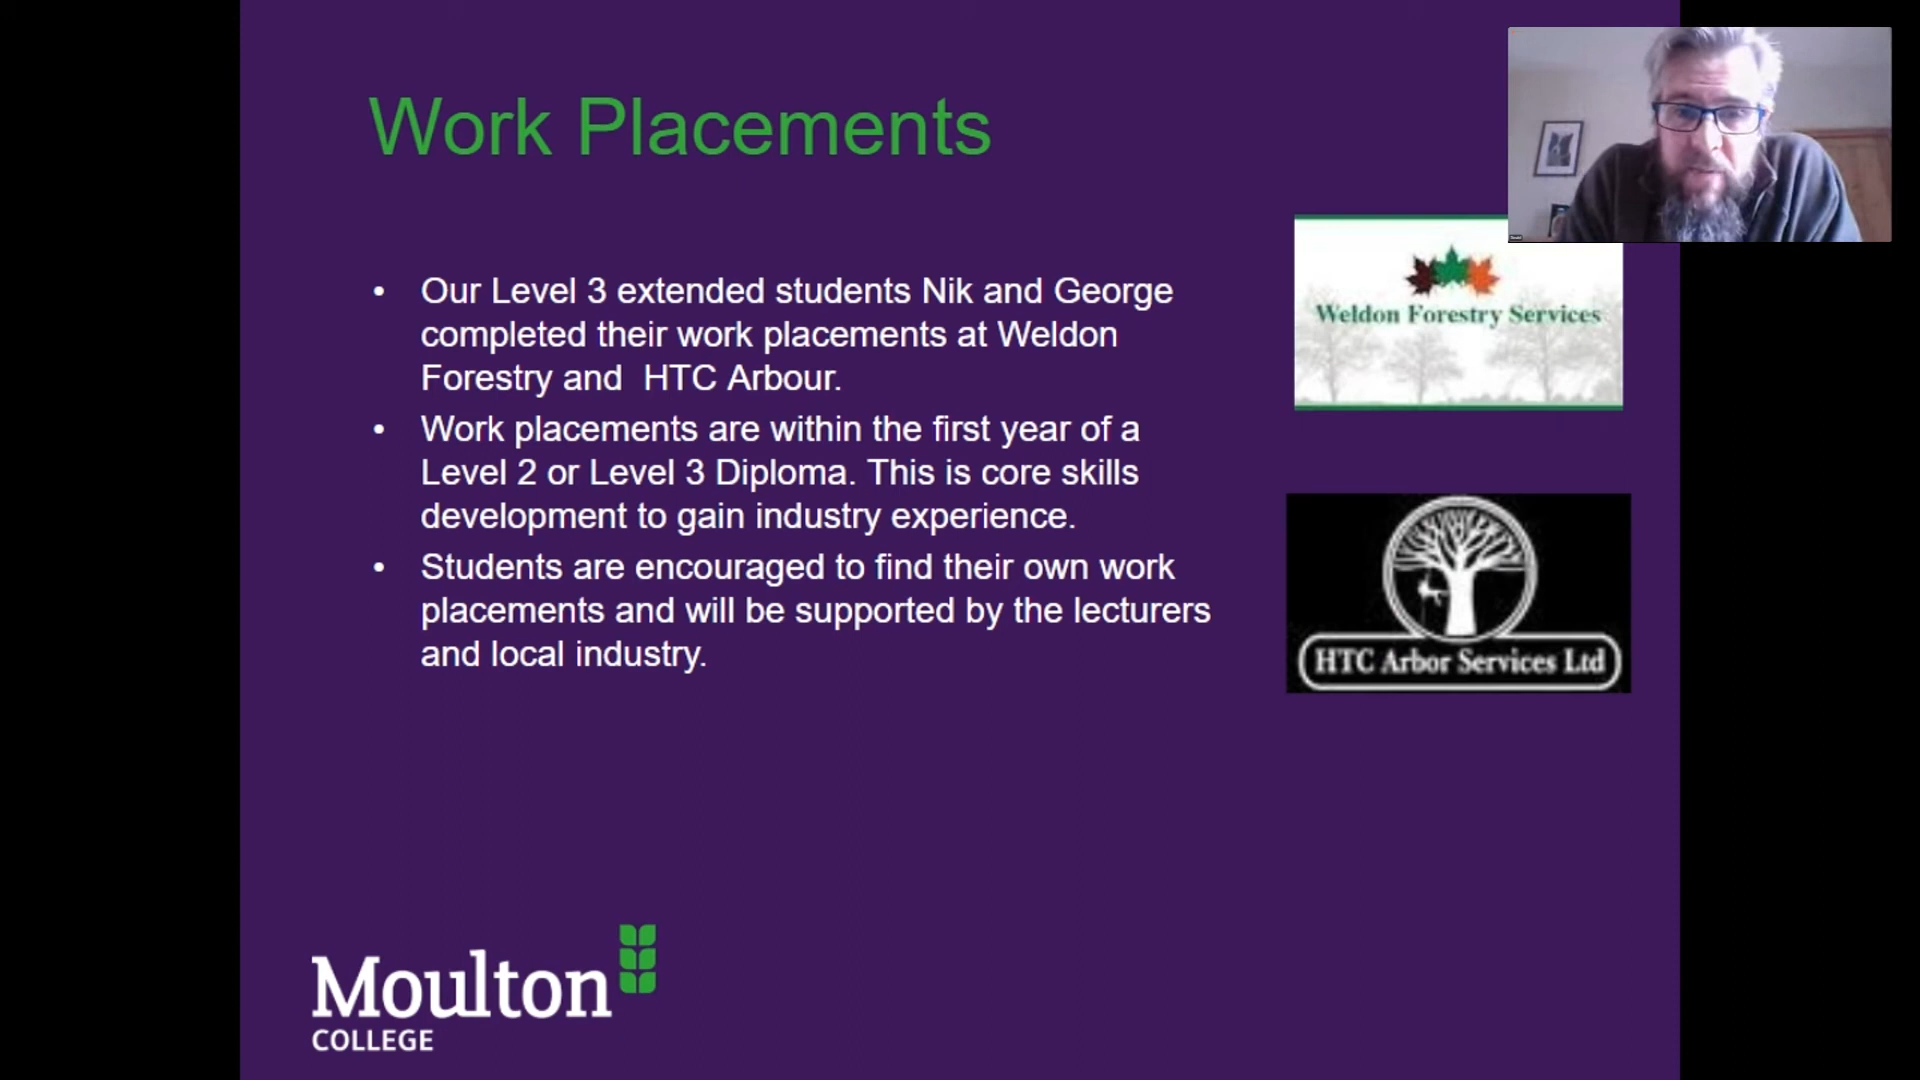 Work Placements
• Our Level 3 extended students Nik and George
completed their work placements at Weldon
Forestry and  HTC Arbour.
• Work placements are within the first year of a
Level 2 or Level 3 Diploma. This is core skills
development to gain industry experience.
• Students are encouraged to find their own work
placements and will be supported by the lecturers
and local industry.
Weldon Forestry Services
HTC Arbor Services Ltd
Moulton
COLLEGE